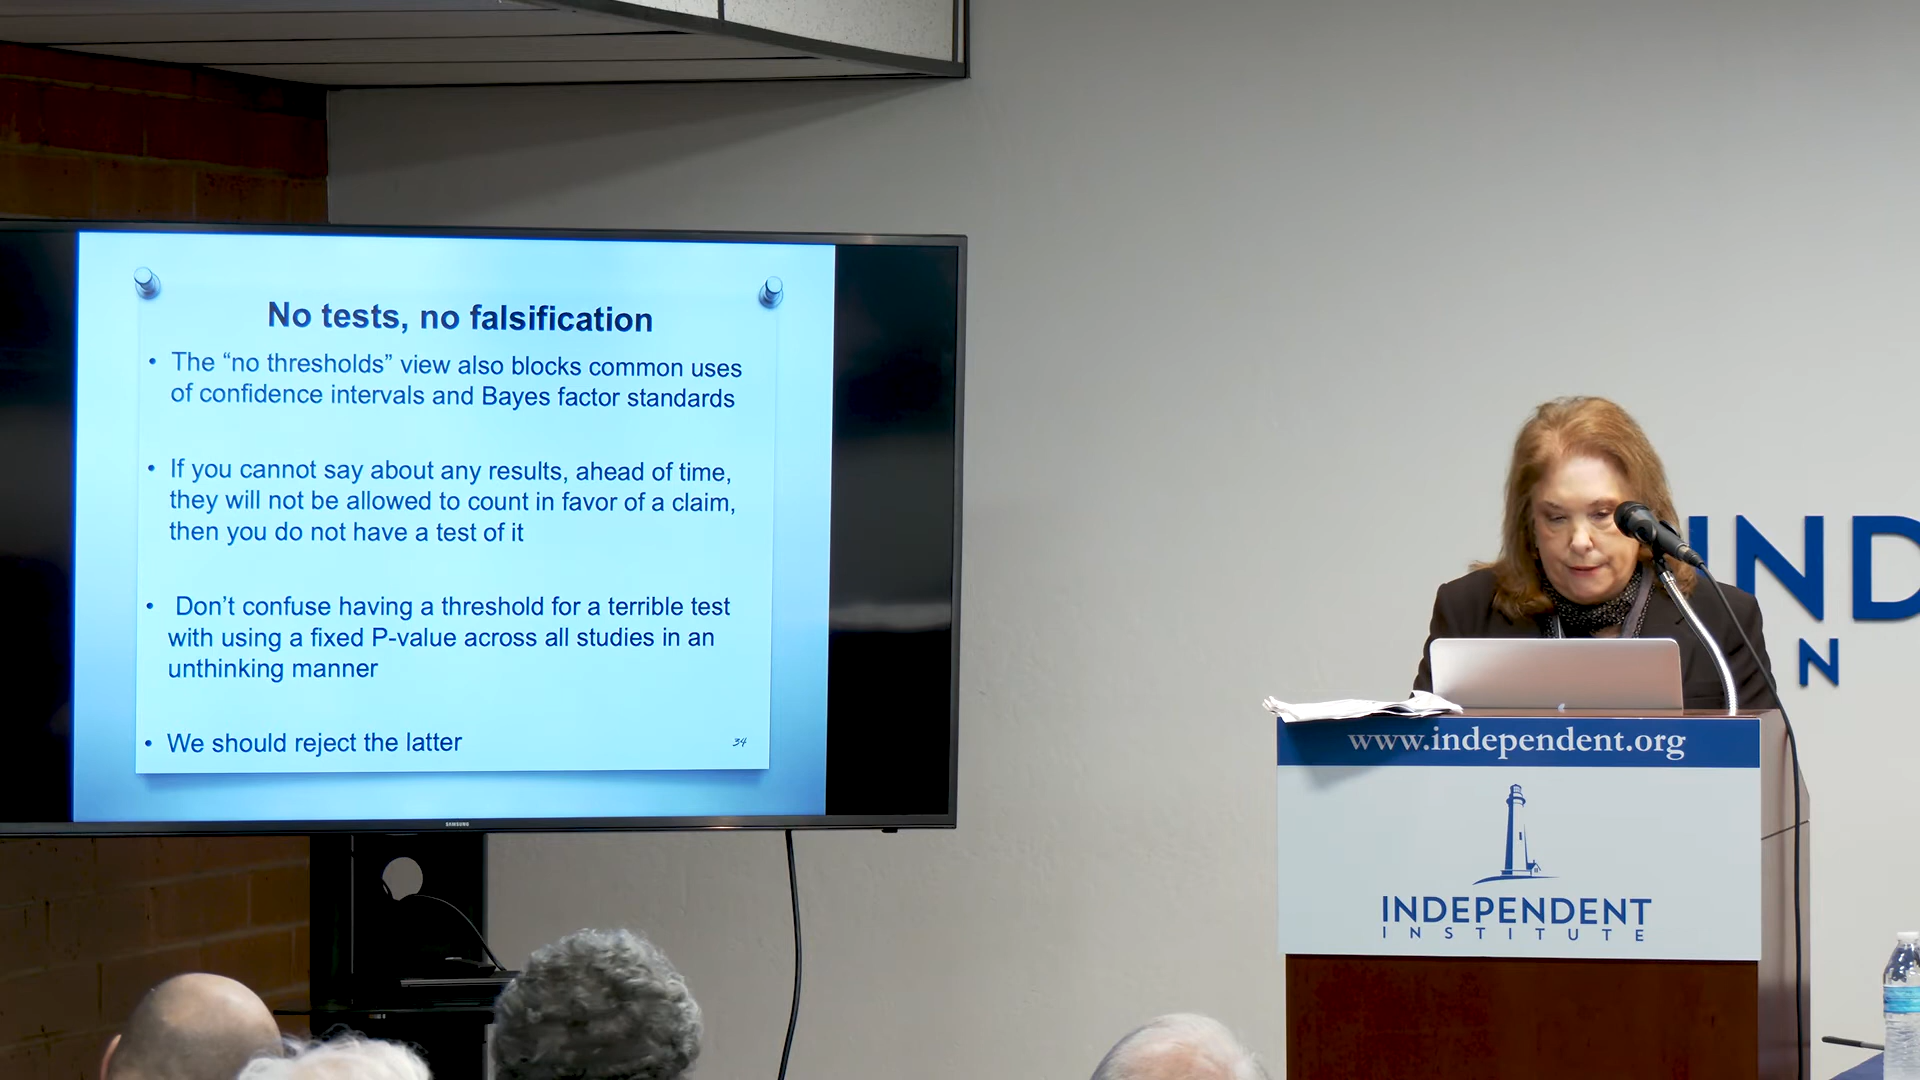 No tests, no falsification
• The “no thresholds” view also blocks common uses
of confidence intervals and Bayes factor standards
• If you cannot say about any results, ahead of time,
they will not be allowed to count in favor of a claim,
then you do not have a test of it
• Don’t confuse having a threshold for a terrible test
with using a fixed P-value across all studies in an
unthinking manner
• We should reject the latter
34
SAMSUNG
IND
N
www.independent.org
INDEPENDENT
INSTITUTE